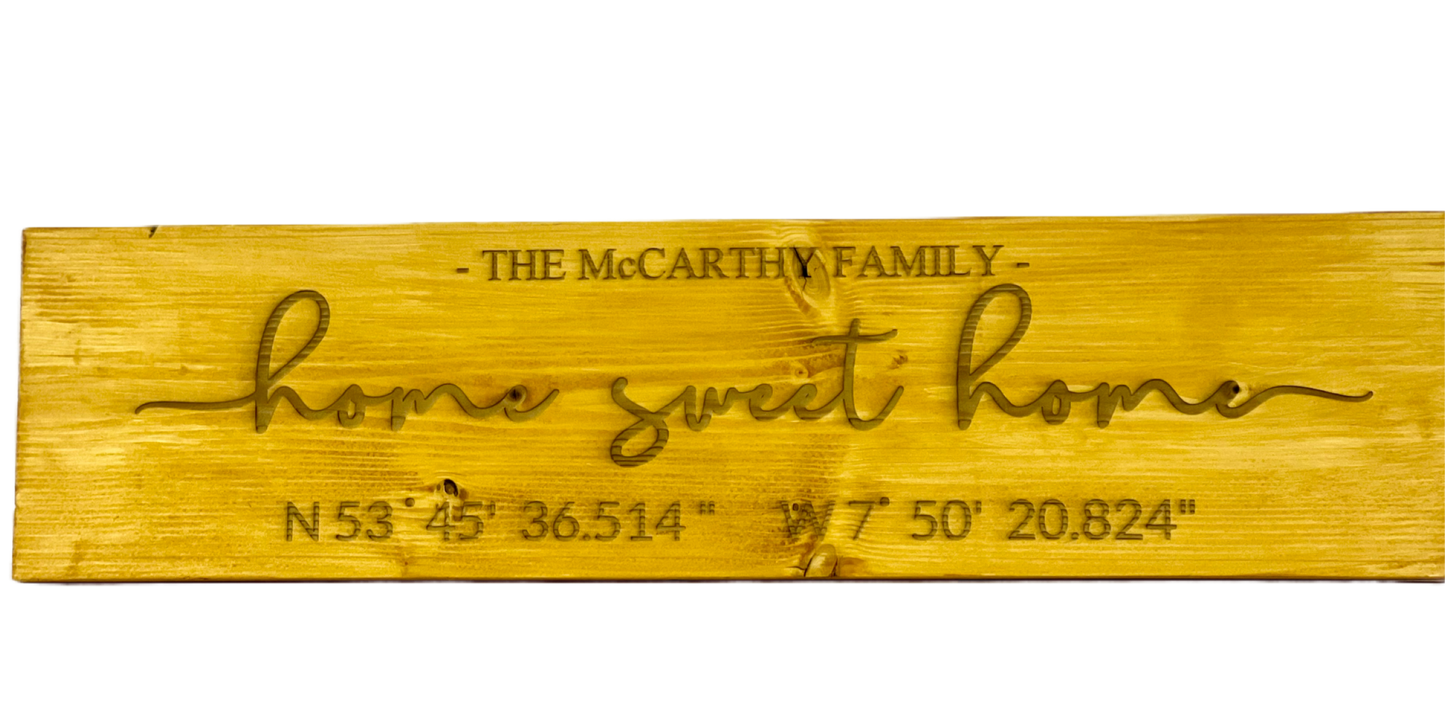 - THE McCARTHY FAMILY -
home sweet home
N 53° 45' 36.514" W 7° 50' 20.824"